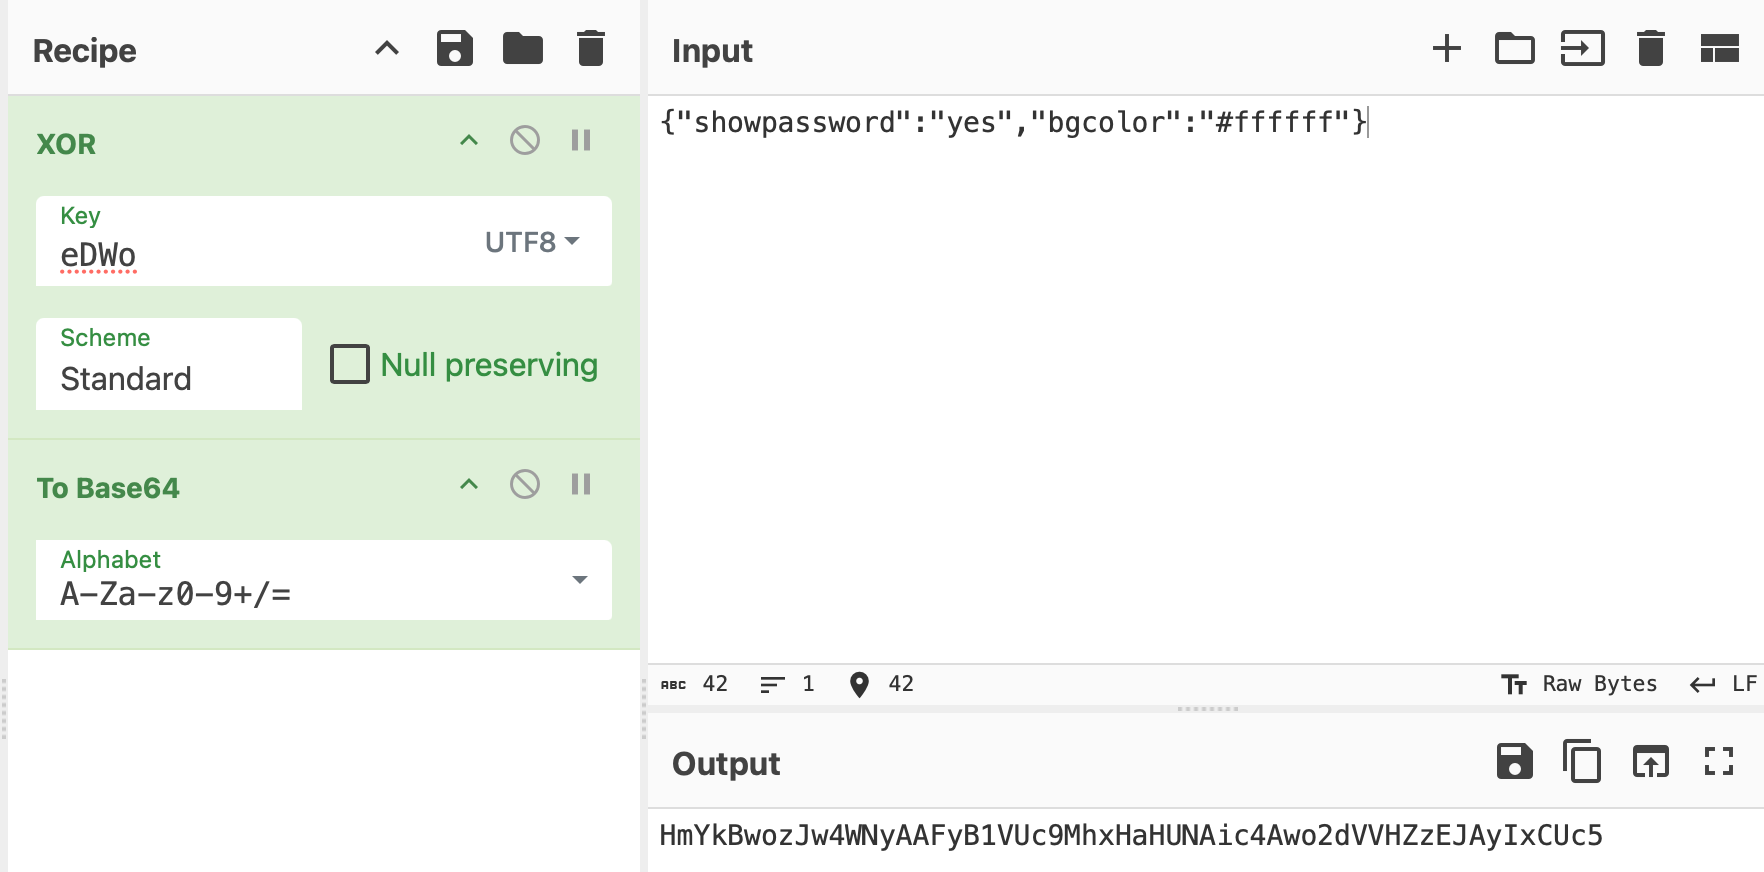 Recipe
XOR
Key
eDWo
UTF8
Scheme
Standard
Null preserving
To Base64
Alphabet
A-Za-z0-9+/=
Input
{"showpassword":"yes","bgcolor":"#ffffff"}
ABC 42 1 42
Raw Bytes LF
Output
HmYkBwozJw4WNyAAFyB1VUc9MhxHaHUNAic4Awo2dVVHZzEJAyIxCUc5